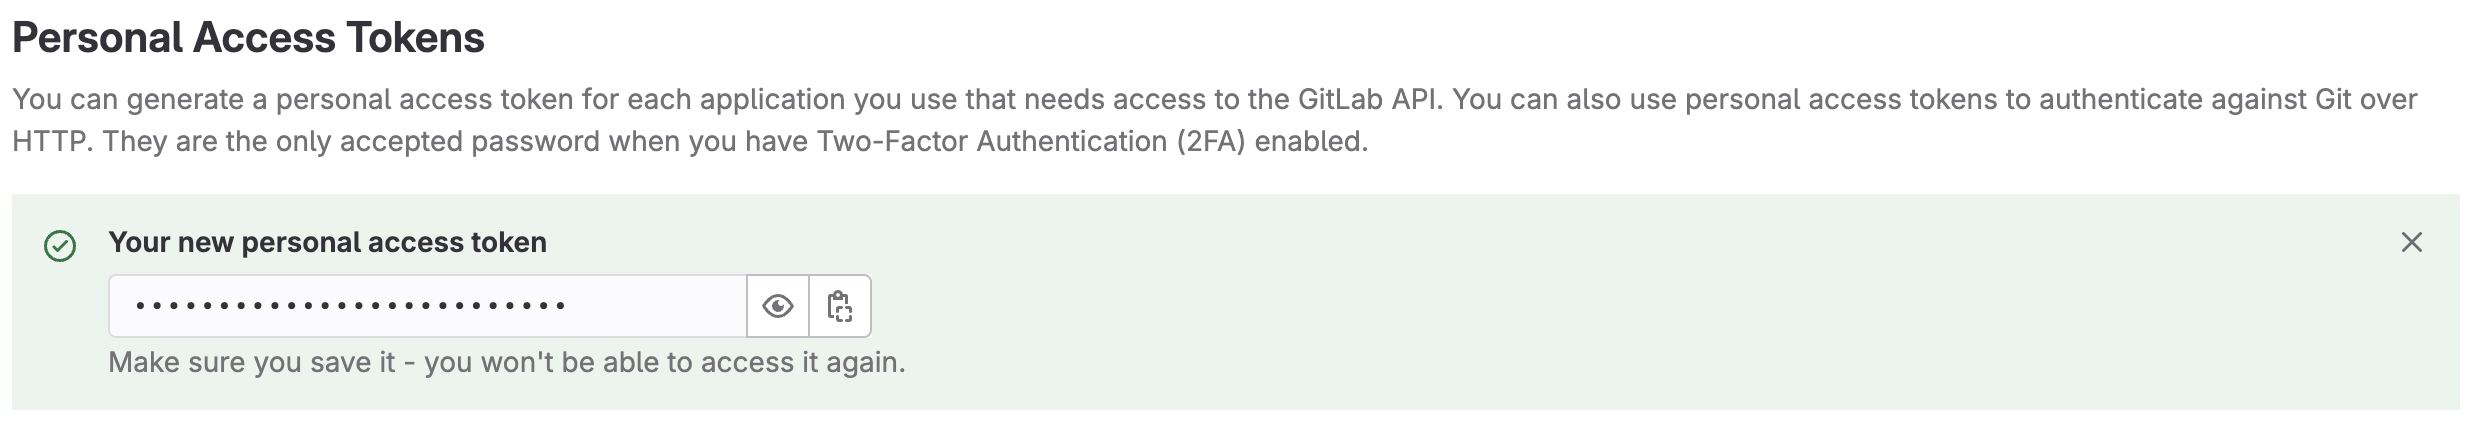 Personal Access Tokens
You can generate a personal access token for each application you use that needs access to the GitLab API. You can also use personal access tokens to authenticate against Git over
HTTP. They are the only accepted password when you have Two-Factor Authentication (2FA) enabled.
Your new personal access token
••••••••••••••••••••••••••
Make sure you save it - you won't be able to access it again.